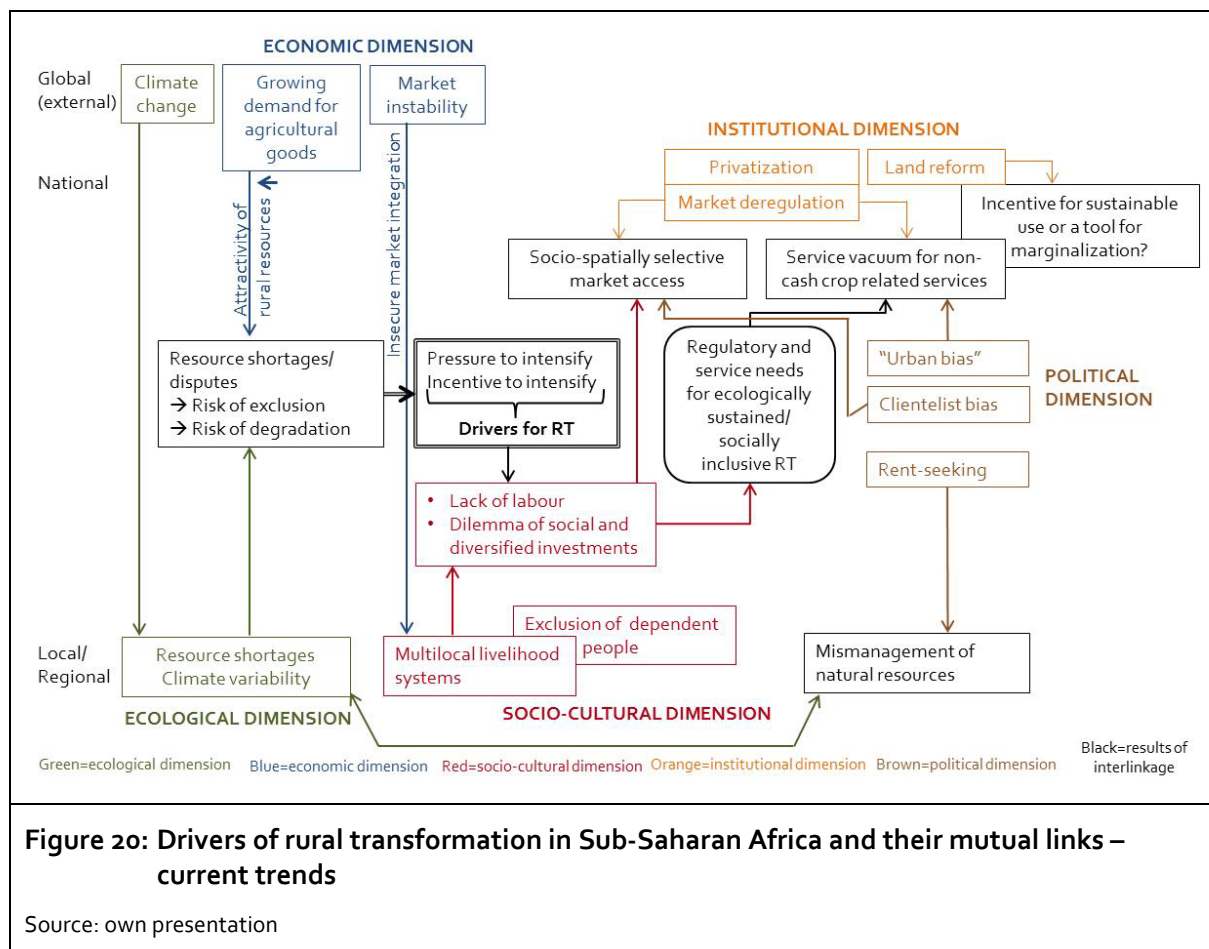 ECONOMIC DIMENSION
Global
(external)
Climate
change
Growing
demand for
agricultural
goods
Market
instability
INSTITUTIONAL DIMENSION
National
Privatization
Market deregulation
Land reform
Incentive for sustainable
use or a tool for
marginalization?
Attractivity of
rural resources
Insecure market integration
Socio-spatially selective
market access
Service vacuum for non-
cash crop related services
Resource shortages/
disputes
→ Risk of exclusion
→ Risk of degradation
Pressure to intensify
Incentive to intensify
Drivers for RT
Regulatory and
service needs
for ecologically
sustained/
socially
inclusive RT
"Urban bias"
Clientelist bias
POLITICAL
DIMENSION
Rent-seeking
• Lack of labour
• Dilemma of social and
diversified investments
Local/
Regional
Resource shortages
Climate variability
Exclusion of dependent
people
Multilocal livelihood
systems
Mismanagement of
natural resources
ECOLOGICAL DIMENSION
SOCIO-CULTURAL DIMENSION
Green=ecological dimension
Blue=economic dimension
Red=socio-cultural dimension
Orange=institutional dimension
Brown=political dimension
Black=results of
interlinkage
Figure 20: Drivers of rural transformation in Sub-Saharan Africa and their mutual links –
current trends
Source: own presentation